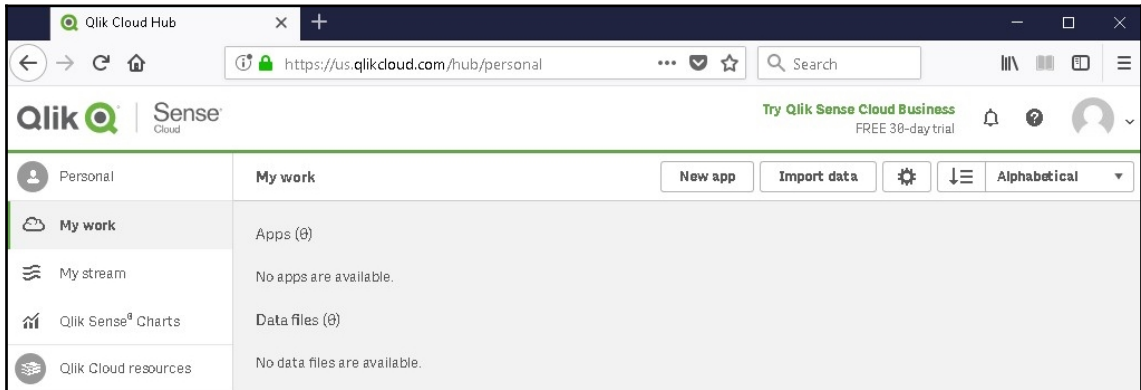 Qlik Cloud Hub
https://us.qlikcloud.com/hub/personal
Search
Qlik Sense
Cloud
Try Qlik Sense Cloud Business
FREE 30-day trial
Personal
My work
New app
Import data
Alphabetical
My work
Apps (0)
My stream
No apps are available.
Qlik Sense® Charts
Data files (0)
Qlik Cloud resources
No data files are available.